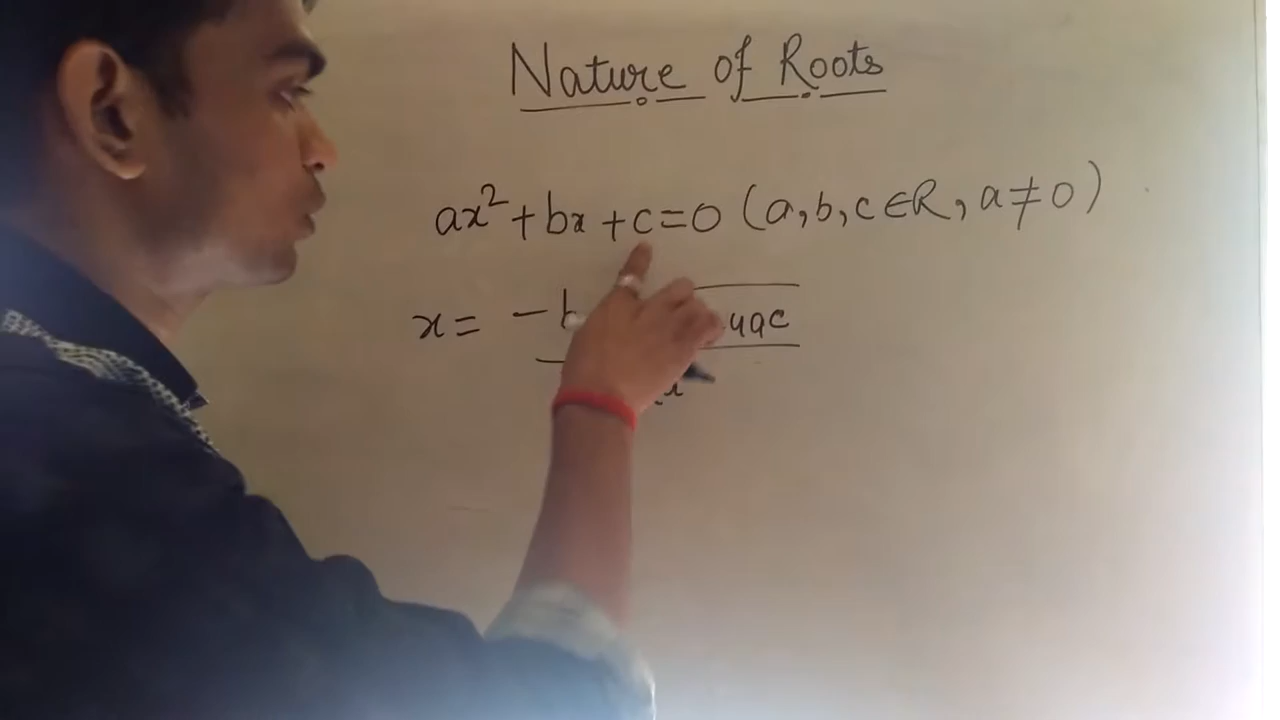 Nature of Roots
ax²+bx+c=0 (a,b,c∈R, a≠0)
x= -b 4ac